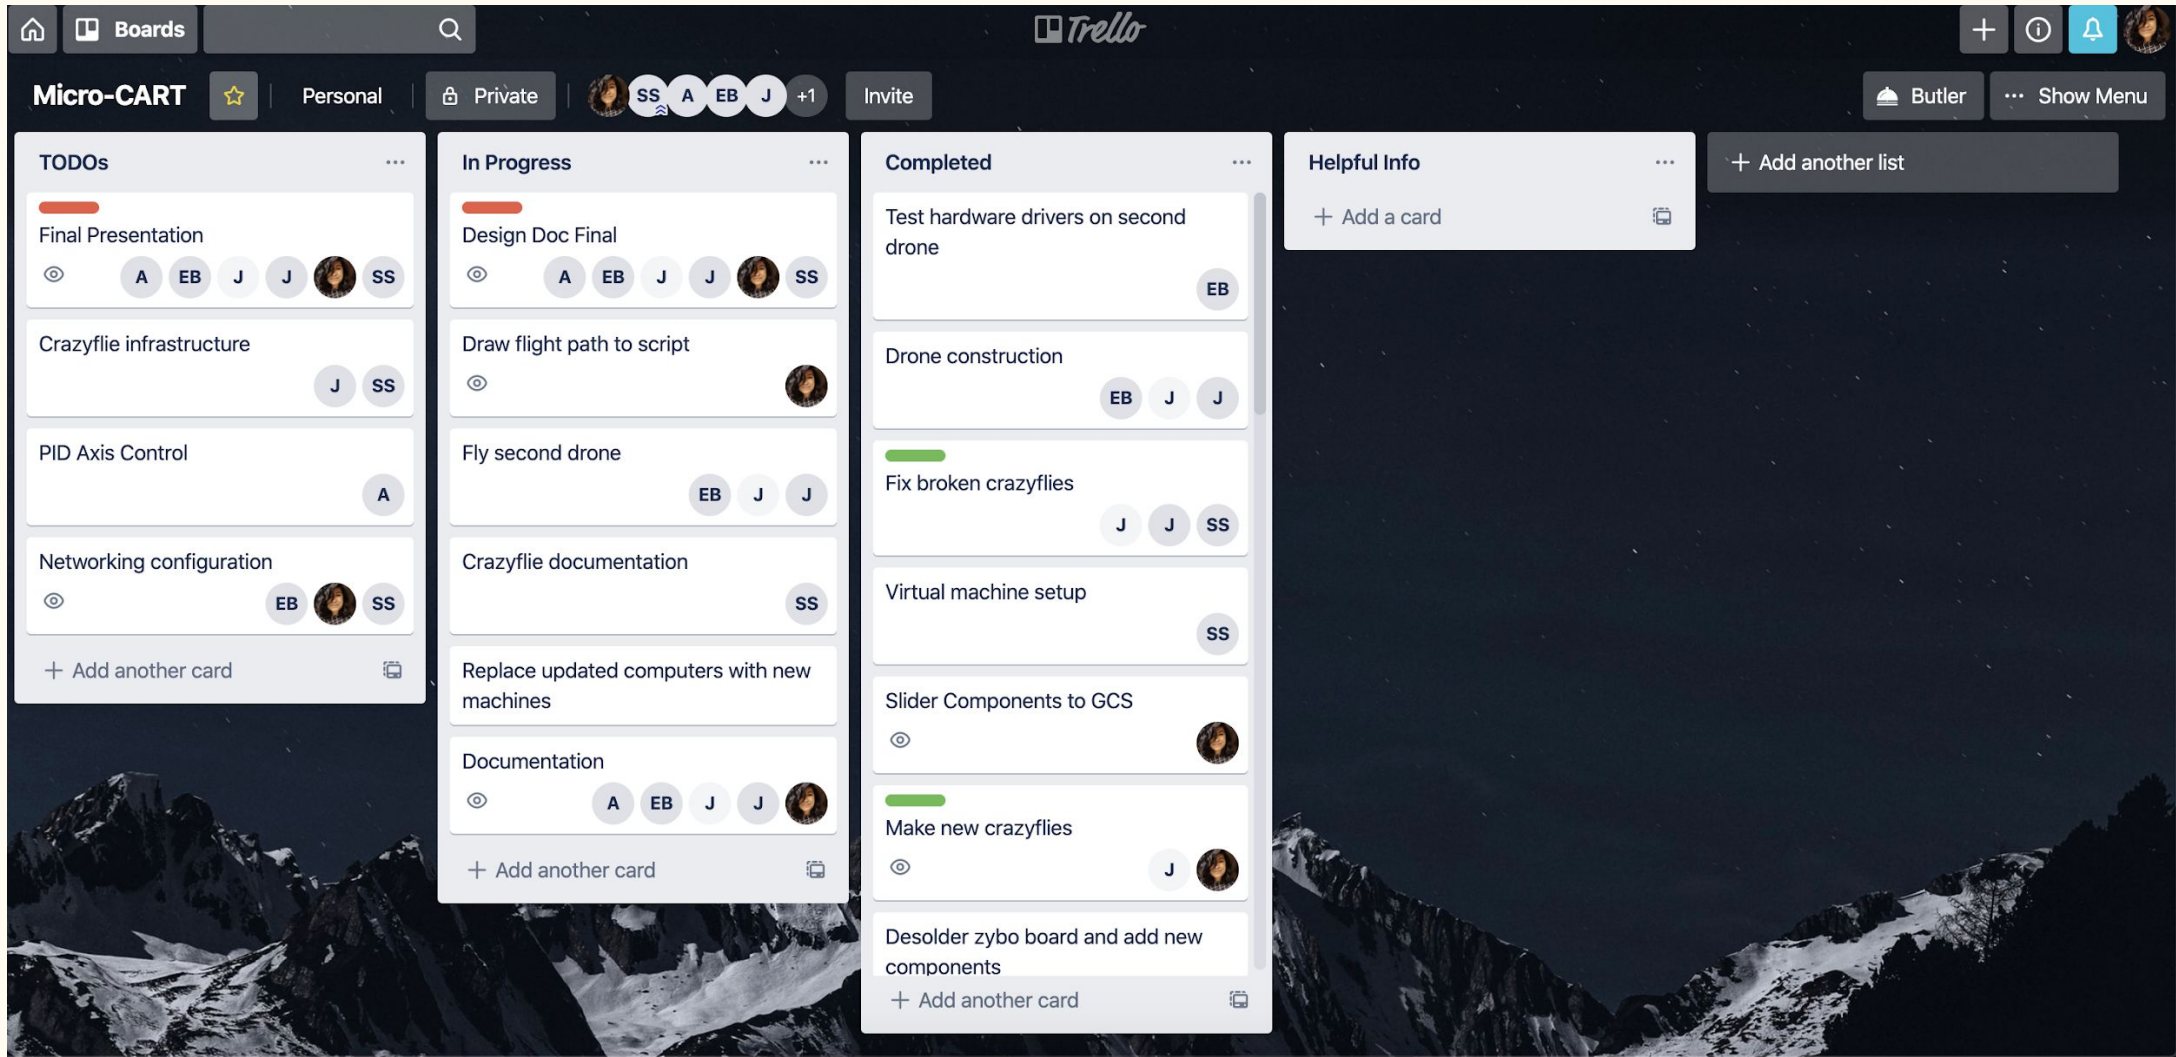 Boards
Trello
Micro-CART
Personal
Private
SS A EB J +1
Invite
Butler
... Show Menu
TODOs
Final Presentation
A EB J J SS
Crazyflie infrastructure
J SS
PID Axis Control
A
Networking configuration
EB SS
+ Add another card
In Progress
Design Doc Final
A EB J J SS
Draw flight path to script
Fly second drone
EB J J
Crazyflie documentation
SS
Replace updated computers with new
machines
Documentation
A EB J J
+ Add another card
Completed
Test hardware drivers on second
drone
EB
Drone construction
EB J J
Fix broken crazyflies
J J SS
Virtual machine setup
SS
Slider Components to GCS
Make new crazyflies
J
Desolder zybo board and add new
components
+ Add another card
Helpful Info
+ Add a card
+ Add another list